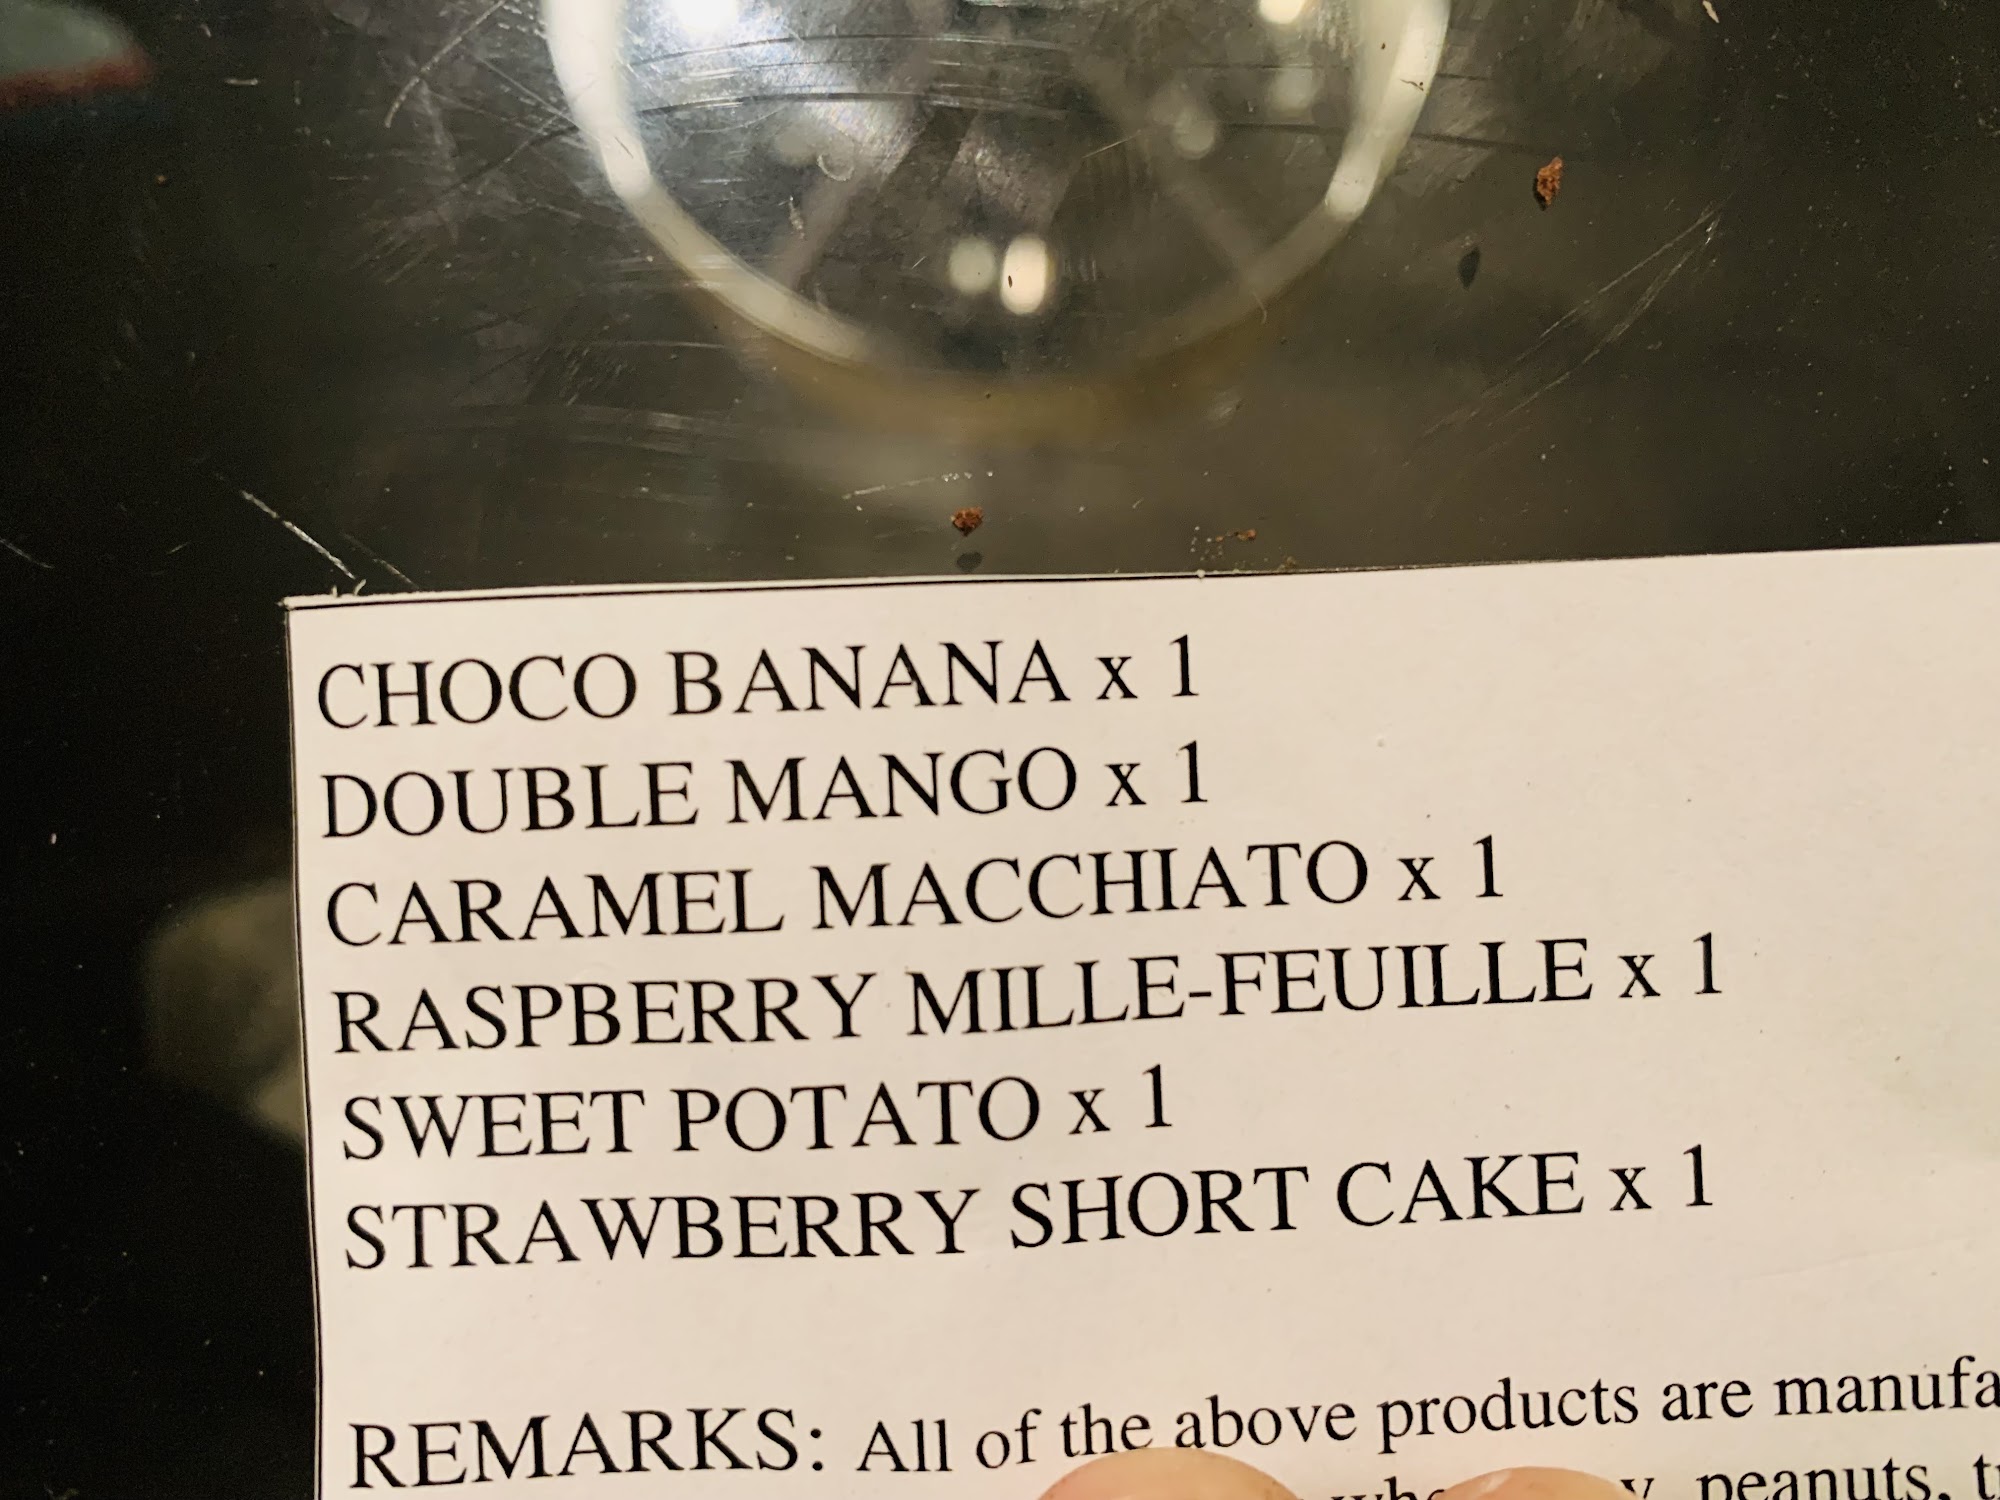 CHOCO BANANA x 1
DOUBLE MANGO x 1
CARAMEL MACCHIATO x 1
RASPBERRY MILLE-FEUILLE x 1
SWEET POTATO x 1
STRAWBERRY SHORT CAKE x 1
REMARKS: All of the above products are
peanuts,